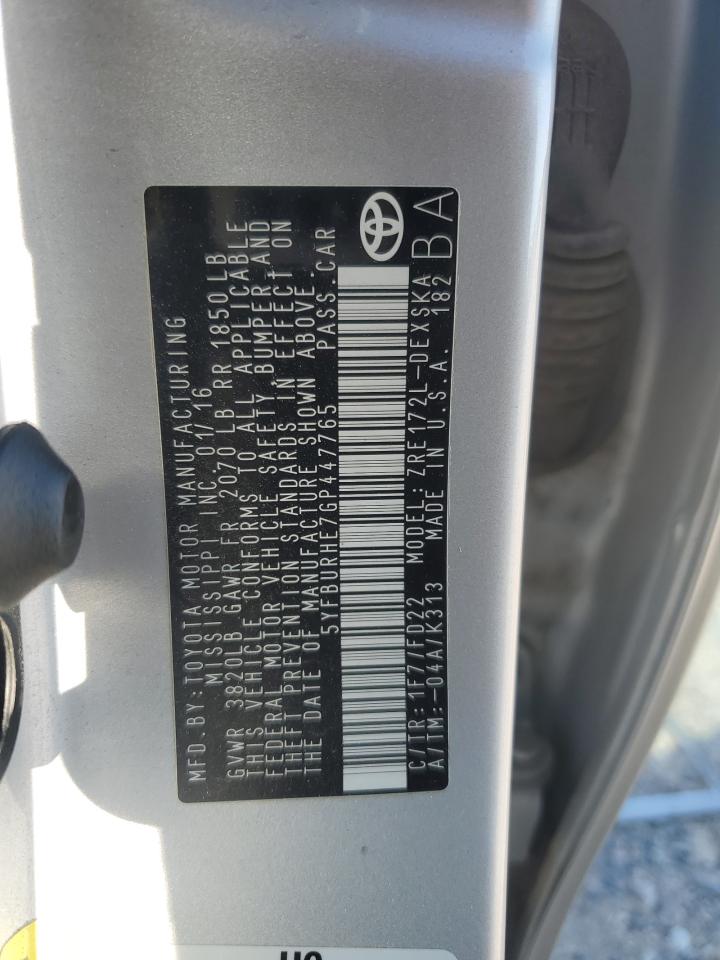 MFD.BY:TOYOTA MOTOR MANUFACTURING
MISSISSIPPI INC. 01/16
GVWR 3820LB GAWR FR 2070 LB RR 1850LB
THIS VEHICLE CONFORMS TO ALL APPLICABLE
FEDERAL MOTOR VEHICLE SAFETY,BUMPER,AND
THEFT PREVENTION STANDARDS IN EFFECT ON
THE DATE OF MANUFACTURE SHOWN ABOVE.
5YFBURHE7GP447765 PASS.CAR
C/TR:1F7/FD22 MODEL:ZRE172L-DEXSKA
A/TM:-04A/K313 MADE IN U.S.A. 182
BA